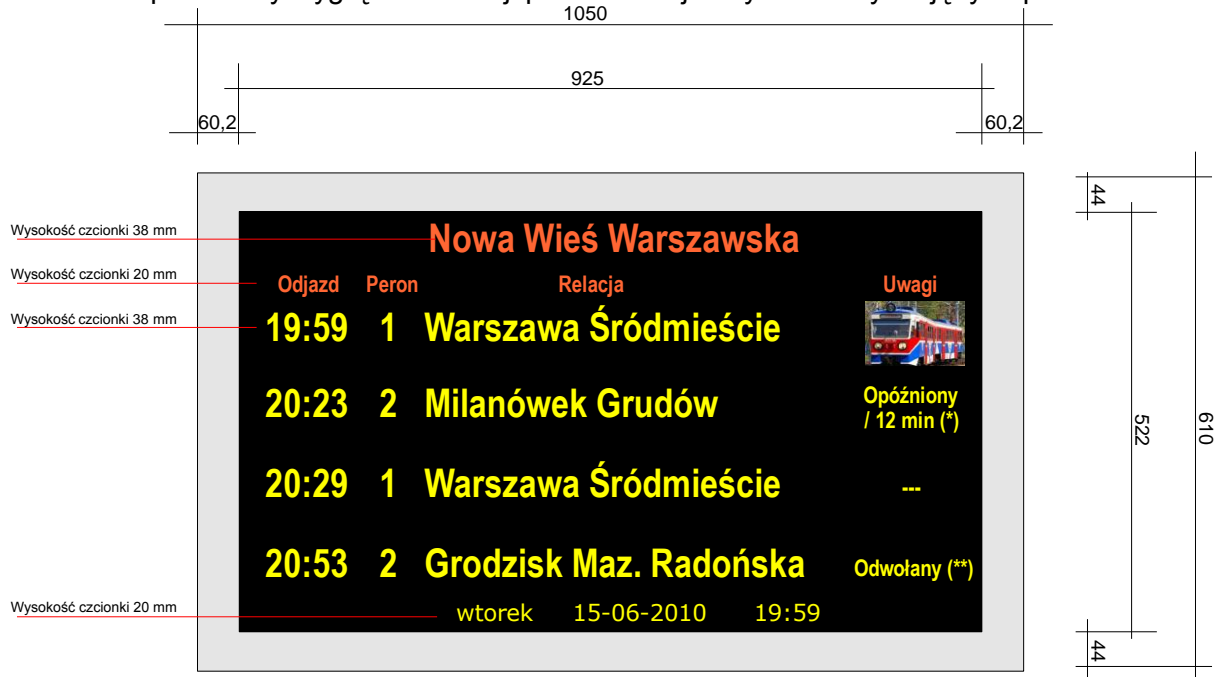 1050
925
60,2 60,2
44
Wysokość czcionki 38 mm
Nowa Wieś Warszawska
Wysokość czcionki 20 mm
Odjazd Peron Relacja Uwagi
Wysokość czcionki 38 mm
19:59 1 Warszawa Śródmieście
20:23 2 Milanówek Grudów Opóźniony
/ 12 min (*)
522
610
20:29 1 Warszawa Śródmieście ---
20:53 2 Grodzisk Maz. Radońska Odwołany (**)
Wysokość czcionki 20 mm
wtorek 15-06-2010 19:59
44